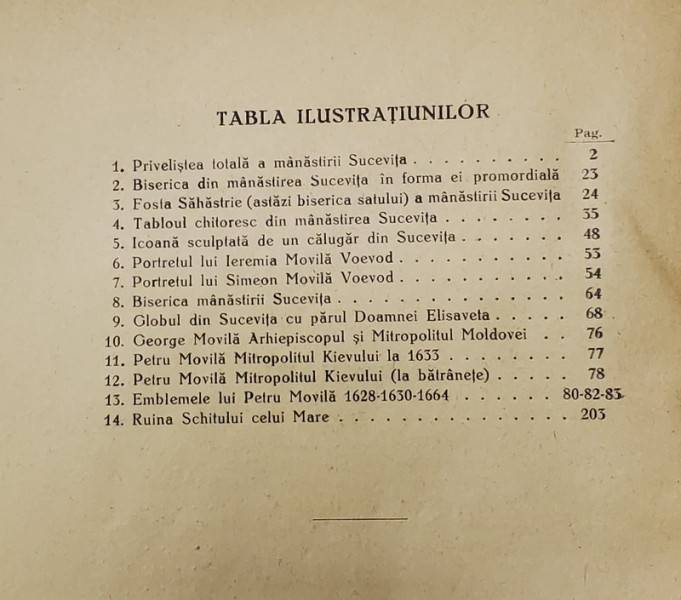 TABLA ILUSTRAȚIUNILOR
Pag.
1. Priveliştea totală a mânăstirii Sucevița . . . . . . . . . . 2
2. Biserica din mânăstirea Sucevița în forma ei promordială 23
3. Fosta Săhăstrie (astăzi biserica satului) a mânăstirii Sucevița 24
4. Tabloul chitoresc din mânăstirea Sucevița . . . . . . . . 35
5. Icoană sculptată de un călugăr din Sucevița . . . . . . . 48
6. Portretul lui Ieremia Movilă Voevod . . . . . . . . . . . 53
7. Portretul lui Simeon Movilă Voevod . . . . . . . . . . . 54
8. Biserica mânăstirii Sucevița . . . . . . . . . . . . . . . 64
9. Globul din Sucevița cu părul Doamnei Elisaveta . . . . . 68
10. George Movilă Arhiepiscopul şi Mitropolitul Moldovei . . 76
11. Petru Movilă Mitropolitul Kievului la 1633 . . . . . . . . 77
12. Petru Movilă Mitropolitul Kievului (la bătrânețe) . . . . . 78
13. Emblemele lui Petru Movilă 1628-1630-1664 . . . . . . 80-82-83
14. Ruina Schitului celui Mare . . . . . . . . . . . . . . . 203